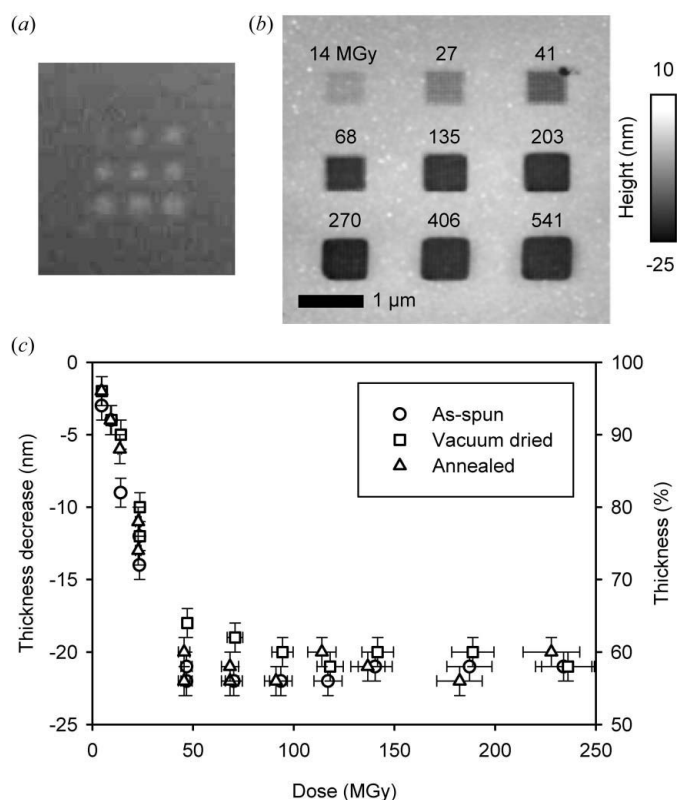 (a)
(b)
14 MGy 27 41
68 135 203
270 406 541
1 µm
10
Height (nm)
-25
(c)
0
-5
-10
-15
-20
-25
Thickness decrease (nm)
As-spun
Vacuum dried
Annealed
100
90
80
70
60
50
Thickness (%)
0 50 100 150 200 250
Dose (MGy)